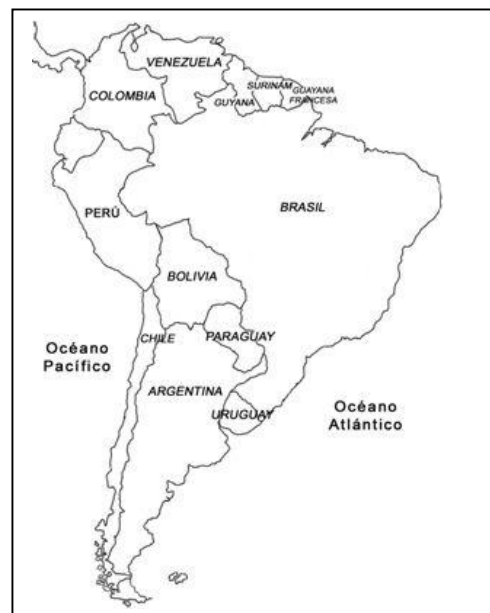 VENEZUELA
COLOMBIA
GUYANA
SURINAM
GUAYANA
FRANCESA
PERÚ
BRASIL
BOLIVIA
CHILE
PARAGUAY
Océano
Pacífico
ARGENTINA
URUGUAY
Océano
Atlántico